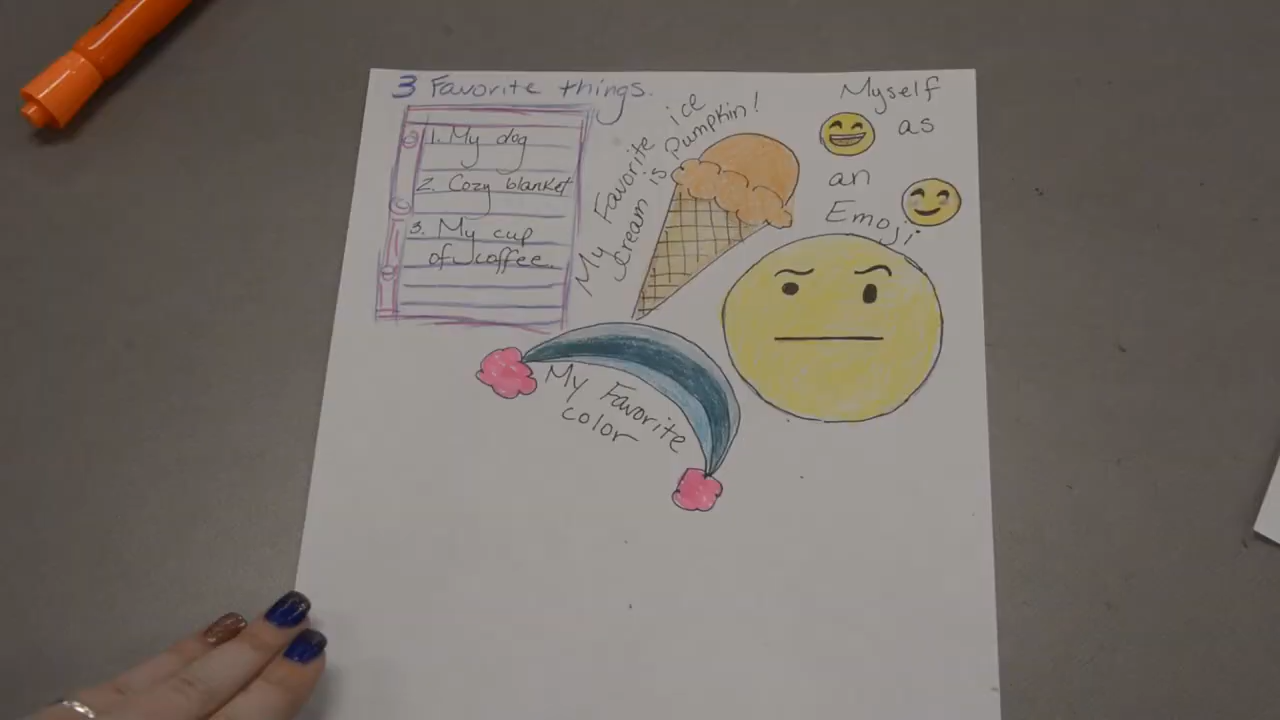 3 Favorite things.
1. My dog
2. Cozy blanket
3. My cup
of coffee.
My Favorite ice
cream is Pumpkin!
Myself
as
an
Emoji
My Favorite
color